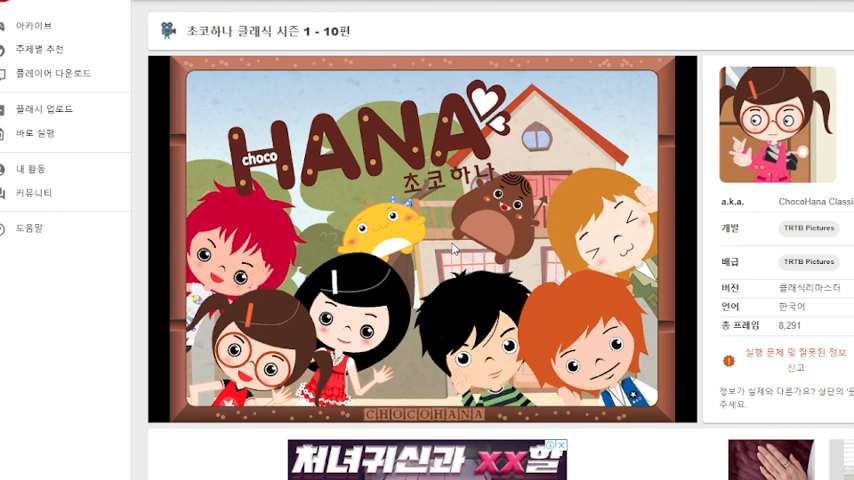 아카이브
주제별 추천
플레이어 다운로드
플래시 업로드
바로 실행
내 활동
커뮤니티
도움말
초코하나 클래식 시즌 1 - 10편
choco
HANA
초코하나
CHOCOHANA
a.k.a. ChocoHana Classi
개발 TRTB Pictures
배급 TRTB Pictures
버전 클래식리마스터
언어 한국어
총 프레임 8,291
실행 문제 및 잘못된 정보
신고
정보가 실제와 다른가요? 상단의 '문
주세요.
처녀귀신과 xx할